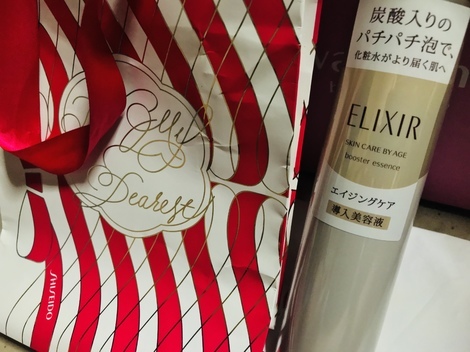 Hello
Dearest
SHISEIDO
炭酸入りの
パチパチ泡で、
化粧水がより届く肌へ
ELIXIR
SKIN CARE BY AGE
booster essence
エイジングケア
導入美容液